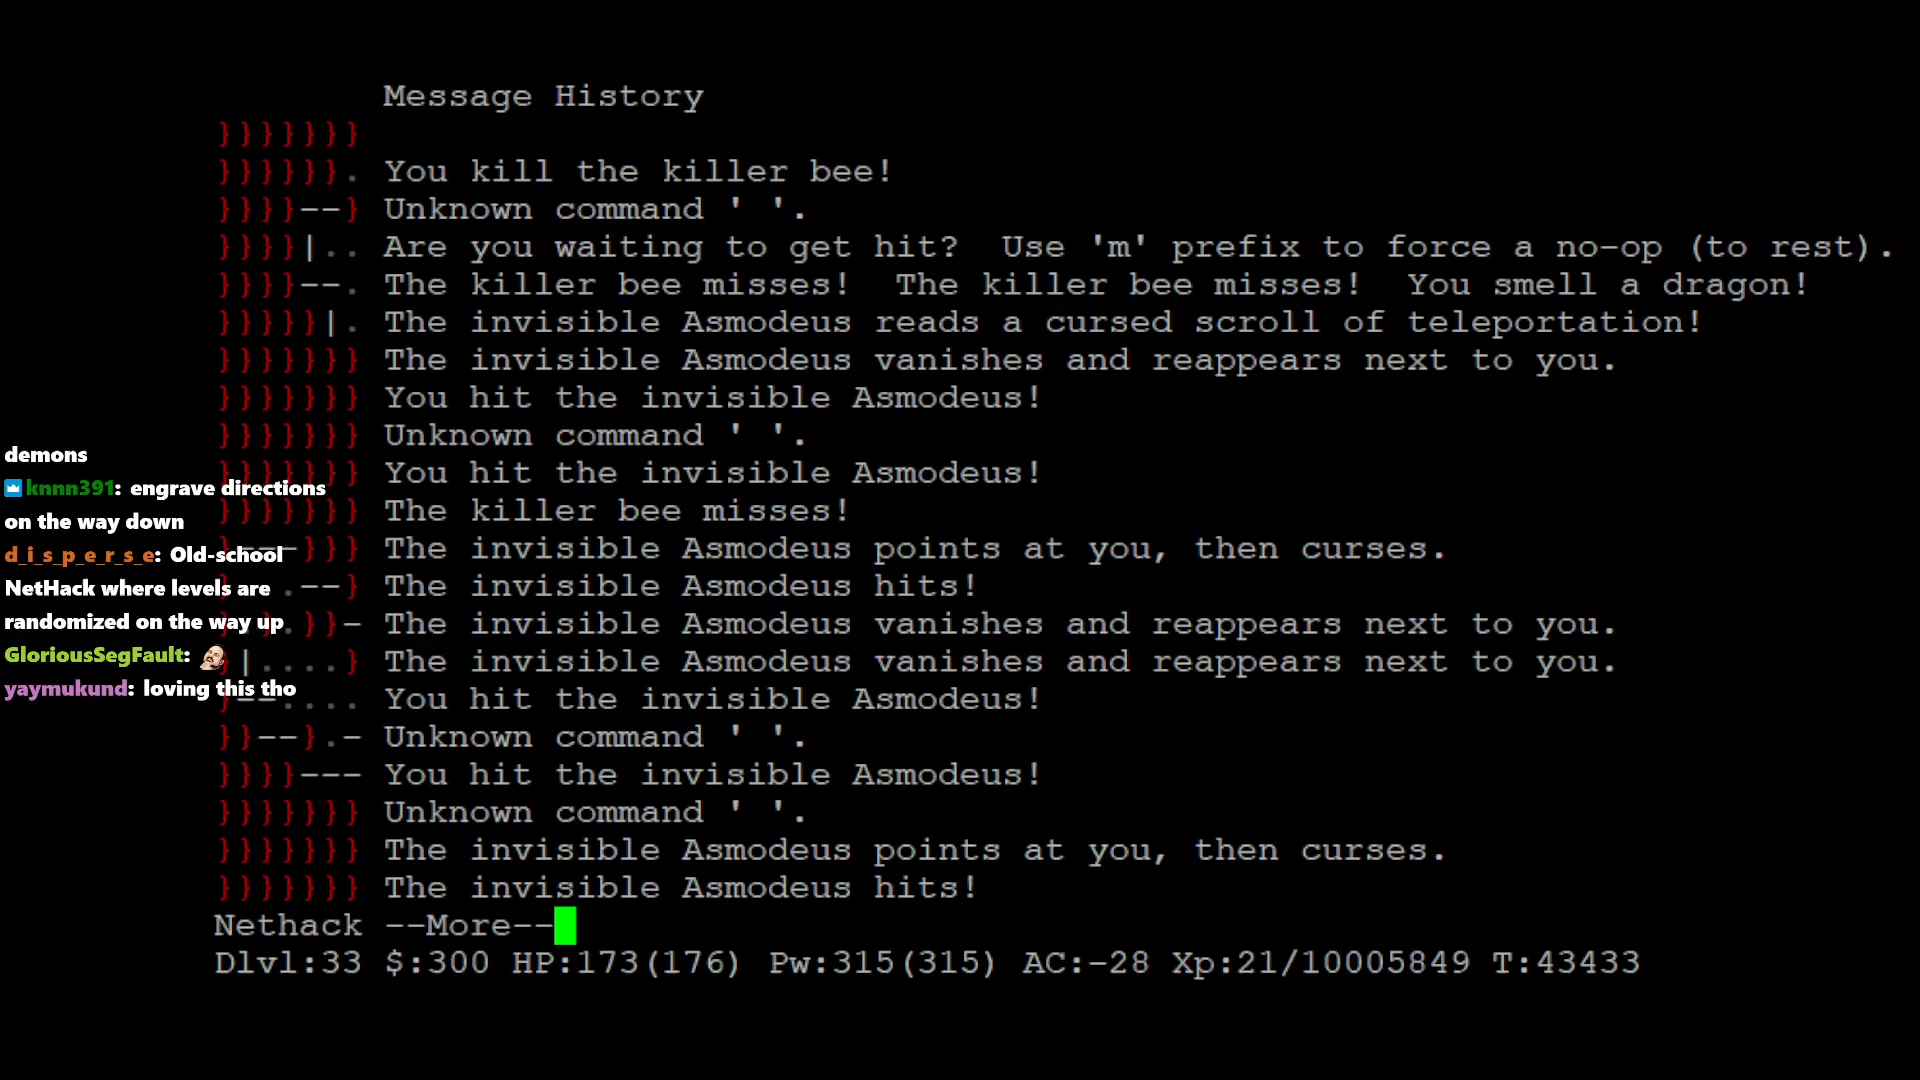 Message History
}}}}}}}
}}}}}}. You kill the killer bee!
}}}}--} Unknown command ' '.
}}}}|.. Are you waiting to get hit?  Use 'm' prefix to force a no-op (to rest).
}}}}--. The killer bee misses!  The killer bee misses!  You smell a dragon!
}}}}}|. The invisible Asmodeus reads a cursed scroll of teleportation!
}}}}}}} The invisible Asmodeus vanishes and reappears next to you.
}}}}}}} You hit the invisible Asmodeus!
}}}}}}} Unknown command ' '.
}}}}}}} You hit the invisible Asmodeus!
}}}}}}} The killer bee misses!
---}}} The invisible Asmodeus points at you, then curses.
.--} The invisible Asmodeus hits!
.}}- The invisible Asmodeus vanishes and reappears next to you.
|....} The invisible Asmodeus vanishes and reappears next to you.
}--.... You hit the invisible Asmodeus!
}}--}.- Unknown command ' '.
}}}}--- You hit the invisible Asmodeus!
}}}}}}} Unknown command ' '.
}}}}}}} The invisible Asmodeus points at you, then curses.
}}}}}}} The invisible Asmodeus hits!
Nethack --More--
Dlvl:33 $:300 HP:173(176) Pw:315(315) AC:-28 Xp:21/10005849 T:43433
demons
knnn391: engrave directions
on the way down
d_i_s_p_e_r_s_e: Old-school
NetHack where levels are
randomized on the way up
GloriousSegFault:
yaymukund: loving this tho